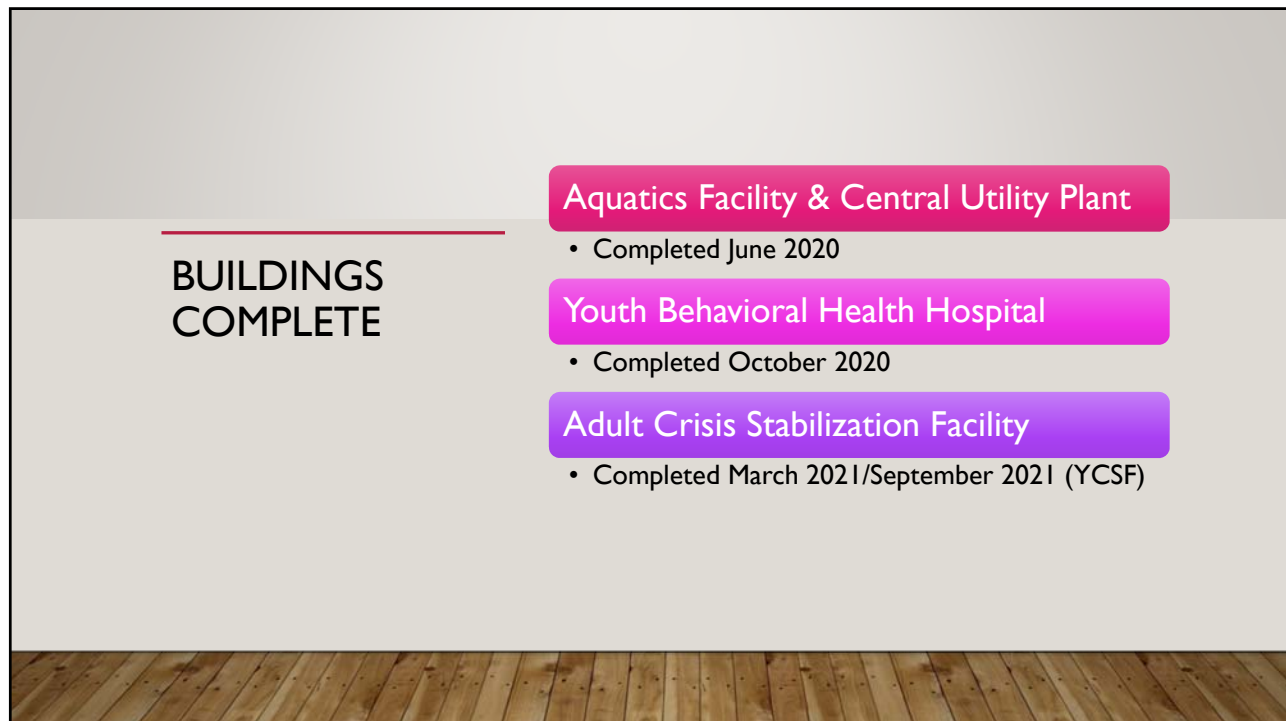 BUILDINGS
COMPLETE
Aquatics Facility & Central Utility Plant
• Completed June 2020
Youth Behavioral Health Hospital
• Completed October 2020
Adult Crisis Stabilization Facility
• Completed March 2021/September 2021 (YCSF)